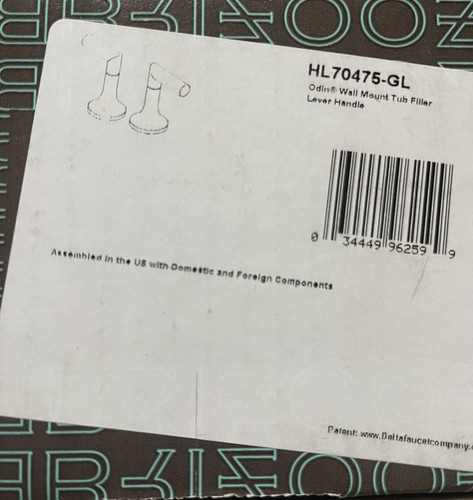 HL70475-GL
Odin® Wall Mount Tub Filler
Lever Handle
0 34449 96259 9
Assembled in the US with Domestic and Foreign Components
Patent: www.Deltafaucetcompany.
BRIZO